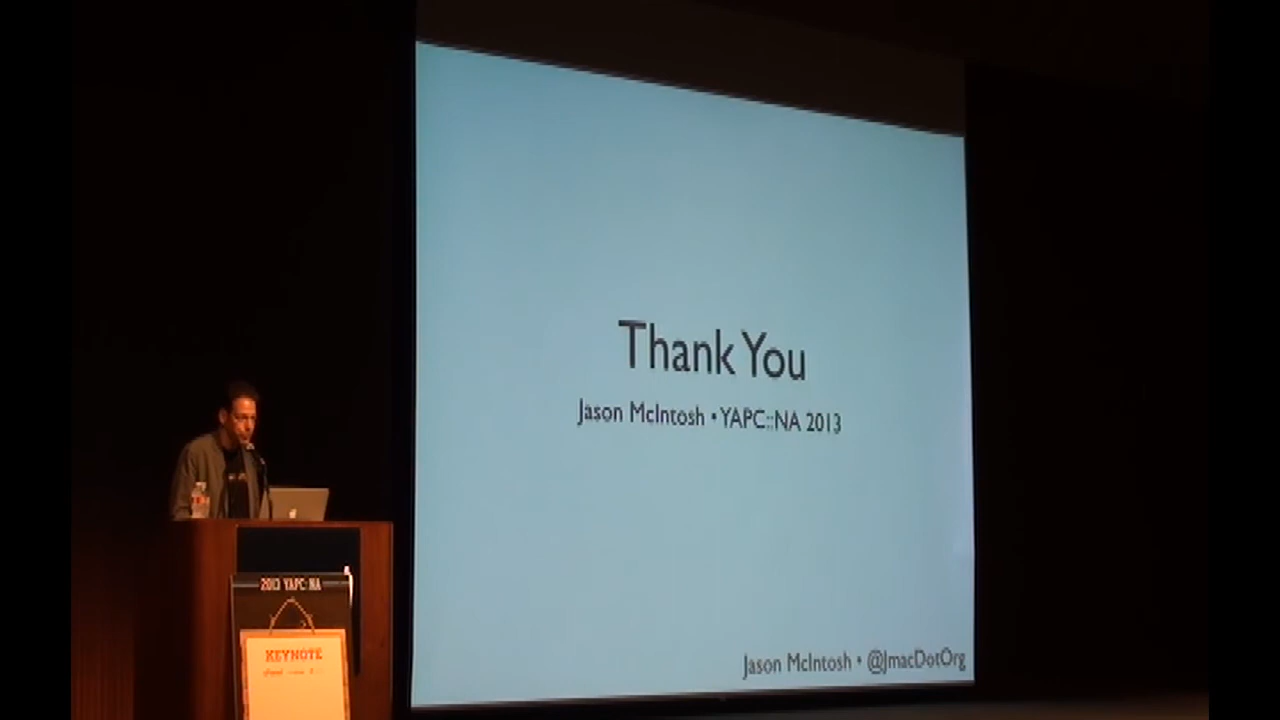 Thank You
Jason McIntosh • YAPC::NA 2013
Jason McIntosh • @JmacDotOrg
2013 YAPC::NA
KEYNOTE